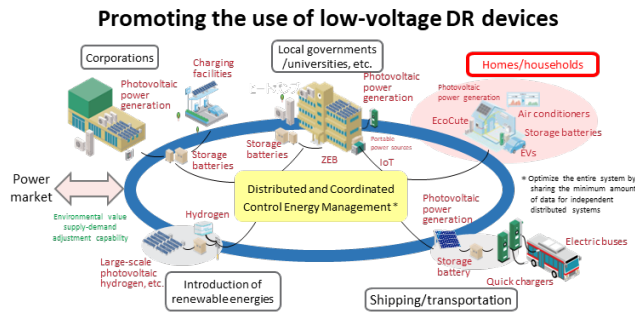 Promoting the use of low-voltage DR devices
Corporations
Local governments
/universities, etc.
Homes/households
Charging
facilities
Photovoltaic
power
generation
Photovoltaic
power
generation
Photovoltaic
power generation
Air conditioners
EcoCute
Storage batteries
EVs
Portable
power sources
Storage
batteries
Storage
batteries
ZEB
IoT
Power
market
Distributed and Coordinated
Control Energy Management *
* Optimize the entire system by
sharing the minimum amount
of data for independent
distributed systems
Environmental value
supply-demand
adjustment capability
Hydrogen
Photovoltaic
power
generation
Large-scale
photovoltaic
hydrogen, etc.
Storage
battery
Electric buses
Quick chargers
Introduction of
renewable energies
Shipping/transportation